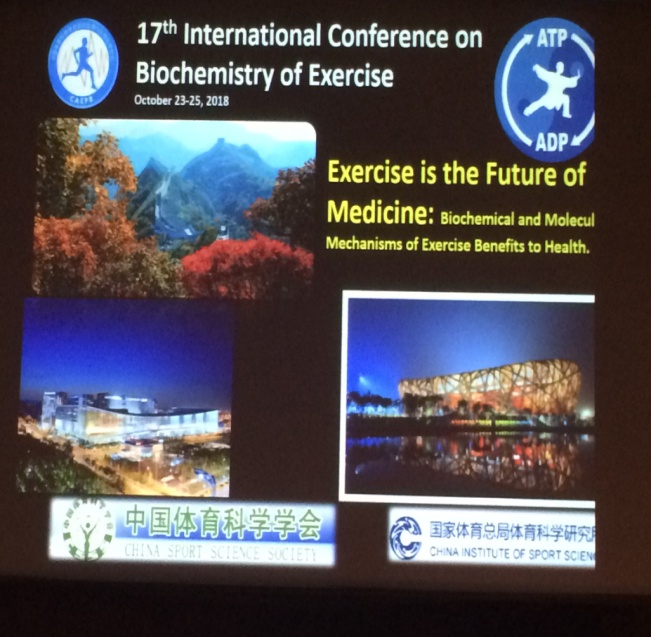 17th International Conference on
Biochemistry of Exercise
October 23-25, 2018
CAEPB
ATP
ADP
Exercise is the Future of
Medicine: Biochemical and Molecul
Mechanisms of Exercise Benefits to Health.
中国体育科学学会
CHINA SPORT SCIENCE SOCIETY
国家体育总局体育科学研究
CHINA INSTITUTE OF SPORT SCIEN